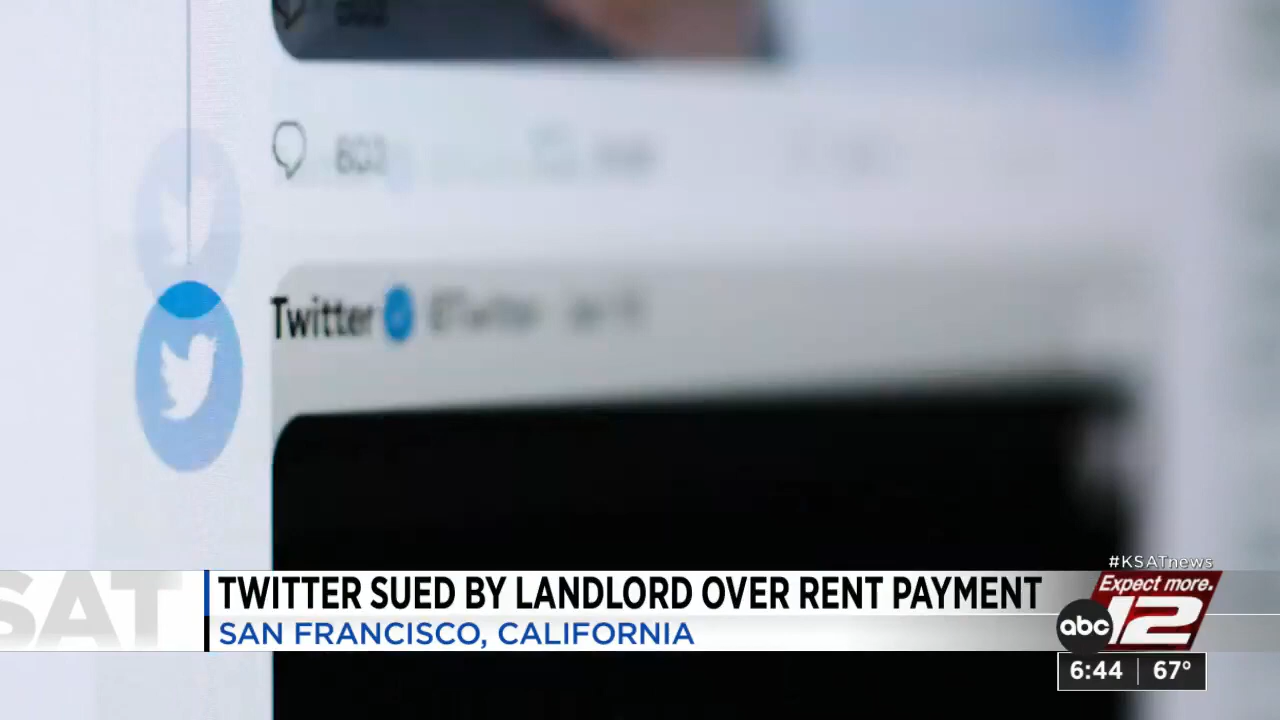 Twitter
#KSATnews
SAT
TWITTER SUED BY LANDLORD OVER RENT PAYMENT
SAN FRANCISCO, CALIFORNIA
Expect more.
abc 12
6:44 67°